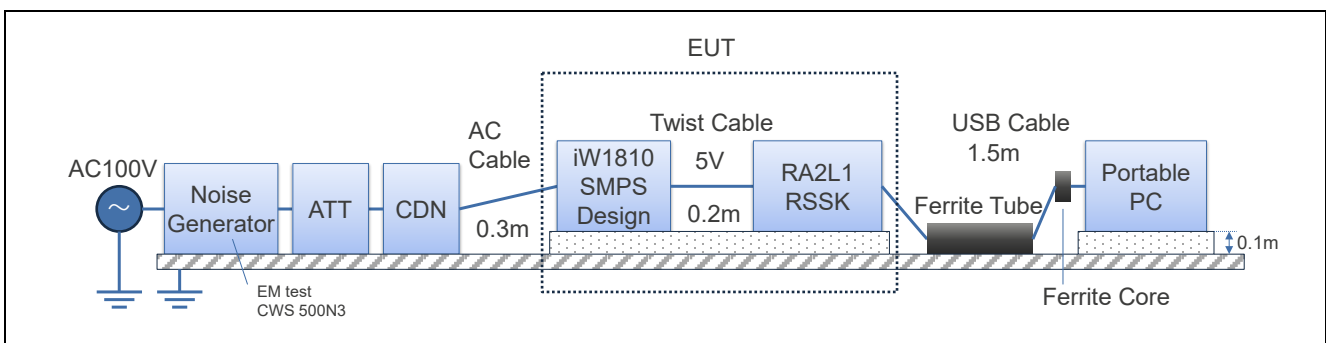 EUT
AC100V
~
Noise
Generator
ATT
CDN
AC
Cable
0.3m
iW1810
SMPS
Design
Twist Cable
5V
0.2m
RA2L1
RSSK
Ferrite Tube
USB Cable
1.5m
Portable
PC
0.1m
EM test
CWS 500N3
Ferrite Core